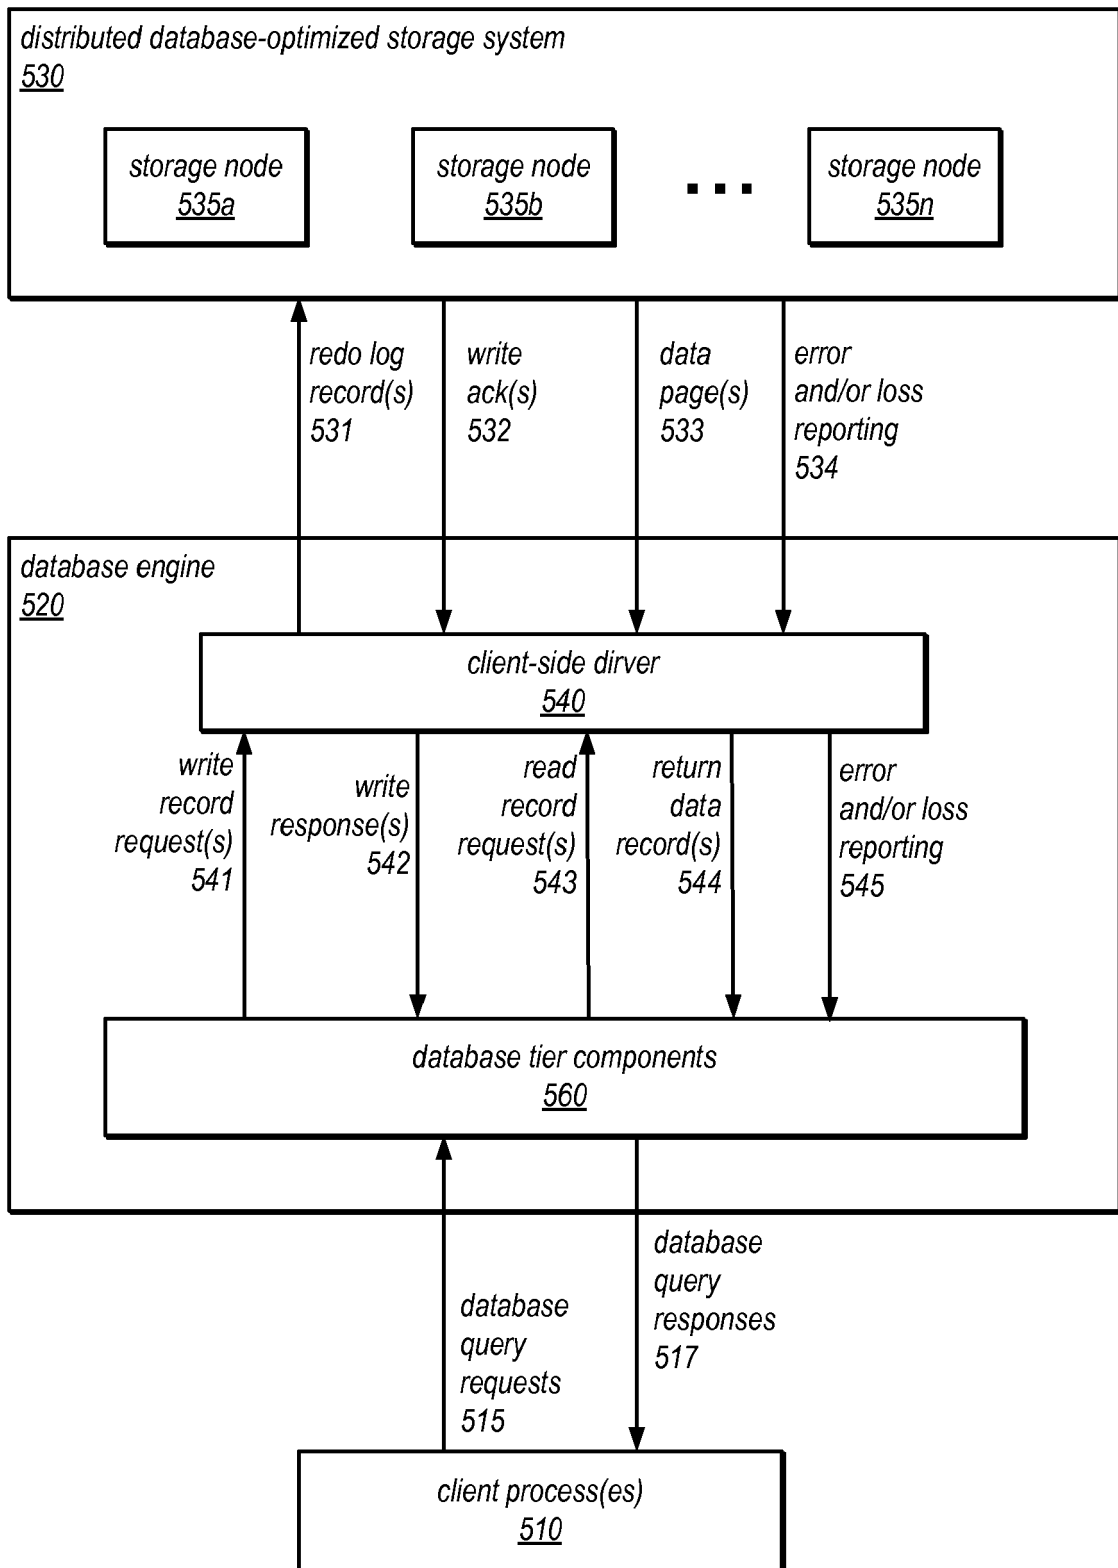 distributed database-optimized storage system
530
storage node
535a
storage node
535b
storage node
535n
redo log
record(s)
531
write
ack(s)
532
data
page(s)
533
error
and/or loss
reporting
534
database engine
520
client-side dirver
540
write
record
request(s)
541
write
response(s)
542
read
record
request(s)
543
return
data
record(s)
544
error
and/or loss
reporting
545
database tier components
560
database
query
requests
515
database
query
responses
517
client process(es)
510